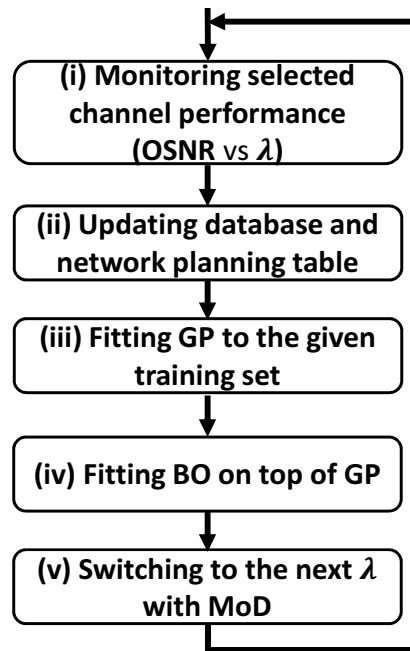 (i) Monitoring selected
channel performance
(OSNR vs λ)
(ii) Updating database and
network planning table
(iii) Fitting GP to the given
training set
(iv) Fitting BO on top of GP
(v) Switching to the next λ
with MoD